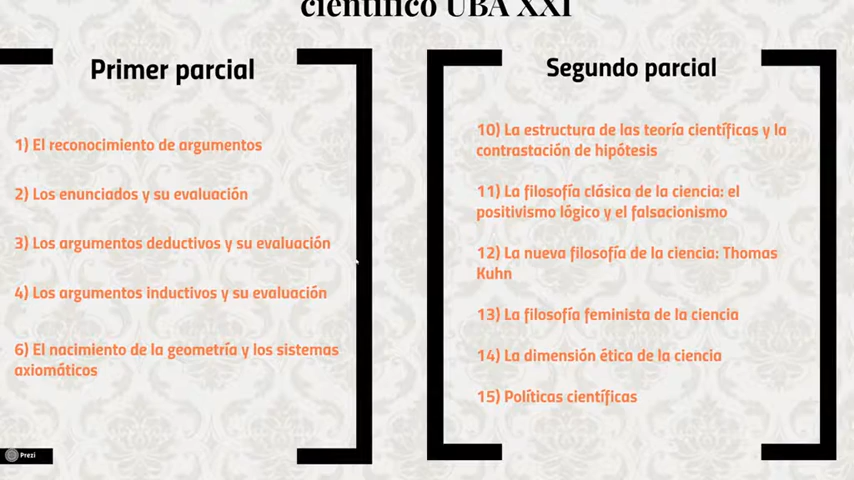 científico UBA XXI
Primer parcial
1) El reconocimiento de argumentos
2) Los enunciados y su evaluación
3) Los argumentos deductivos y su evaluación
4) Los argumentos inductivos y su evaluación
6) El nacimiento de la geometría y los sistemas
axiomáticos
Segundo parcial
10) La estructura de las teoría científicas y la
contrastación de hipótesis
11) La filosofía clásica de la ciencia: el
positivismo lógico y el falsacionismo
12) La nueva filosofía de la ciencia: Thomas
Kuhn
13) La filosofía feminista de la ciencia
14) La dimensión ética de la ciencia
15) Políticas científicas
Prezi